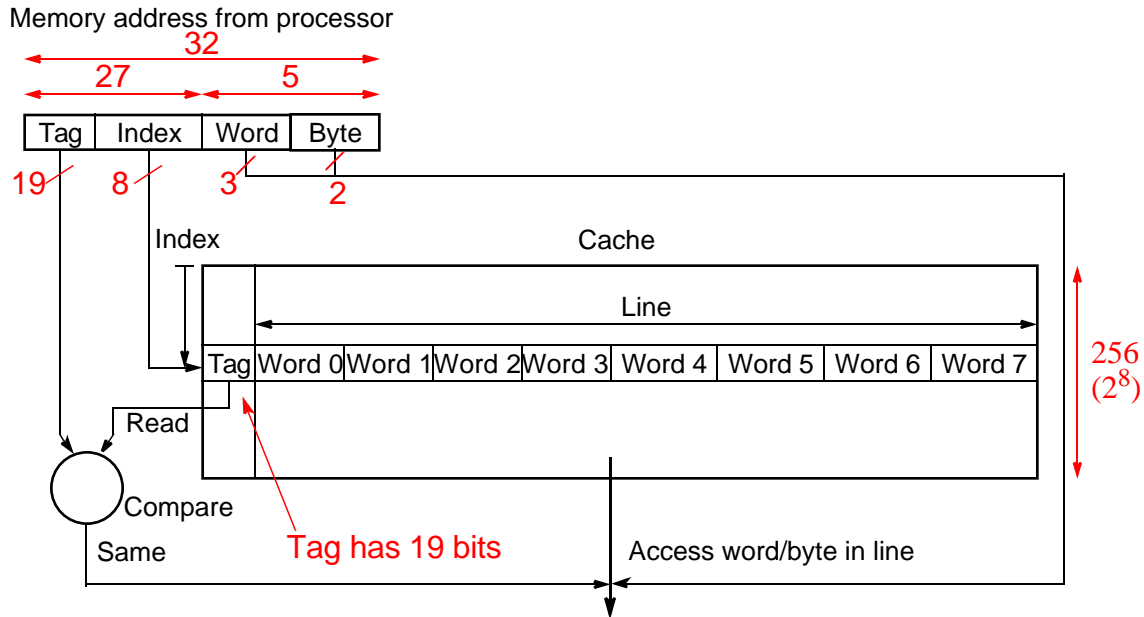 Memory address from processor
32
27 5
Tag Index Word Byte
19 8 3 2
Index Cache
Line
Tag Word 0 Word 1 Word 2 Word 3 Word 4 Word 5 Word 6 Word 7
256
(2⁸)
Read
Compare
Same Tag has 19 bits Access word/byte in line